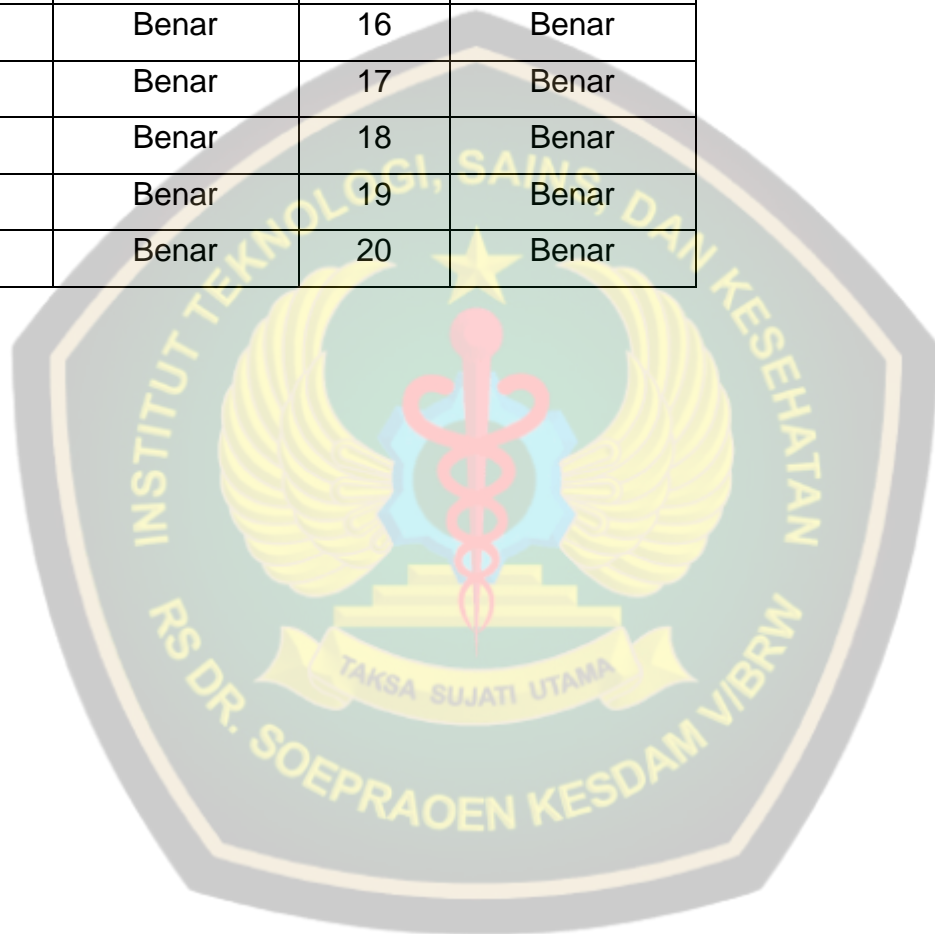 Benar 16 Benar
Benar 17 Benar
Benar 18 Benar
Benar 19 Benar
Benar 20 Benar
INSTITUT TEKNOLOGI, SAINS, DAN KESEHATAN
TAKSA SUJATI UTAMA
RS DR. SOEPRAOEN KESDAM V/BRW